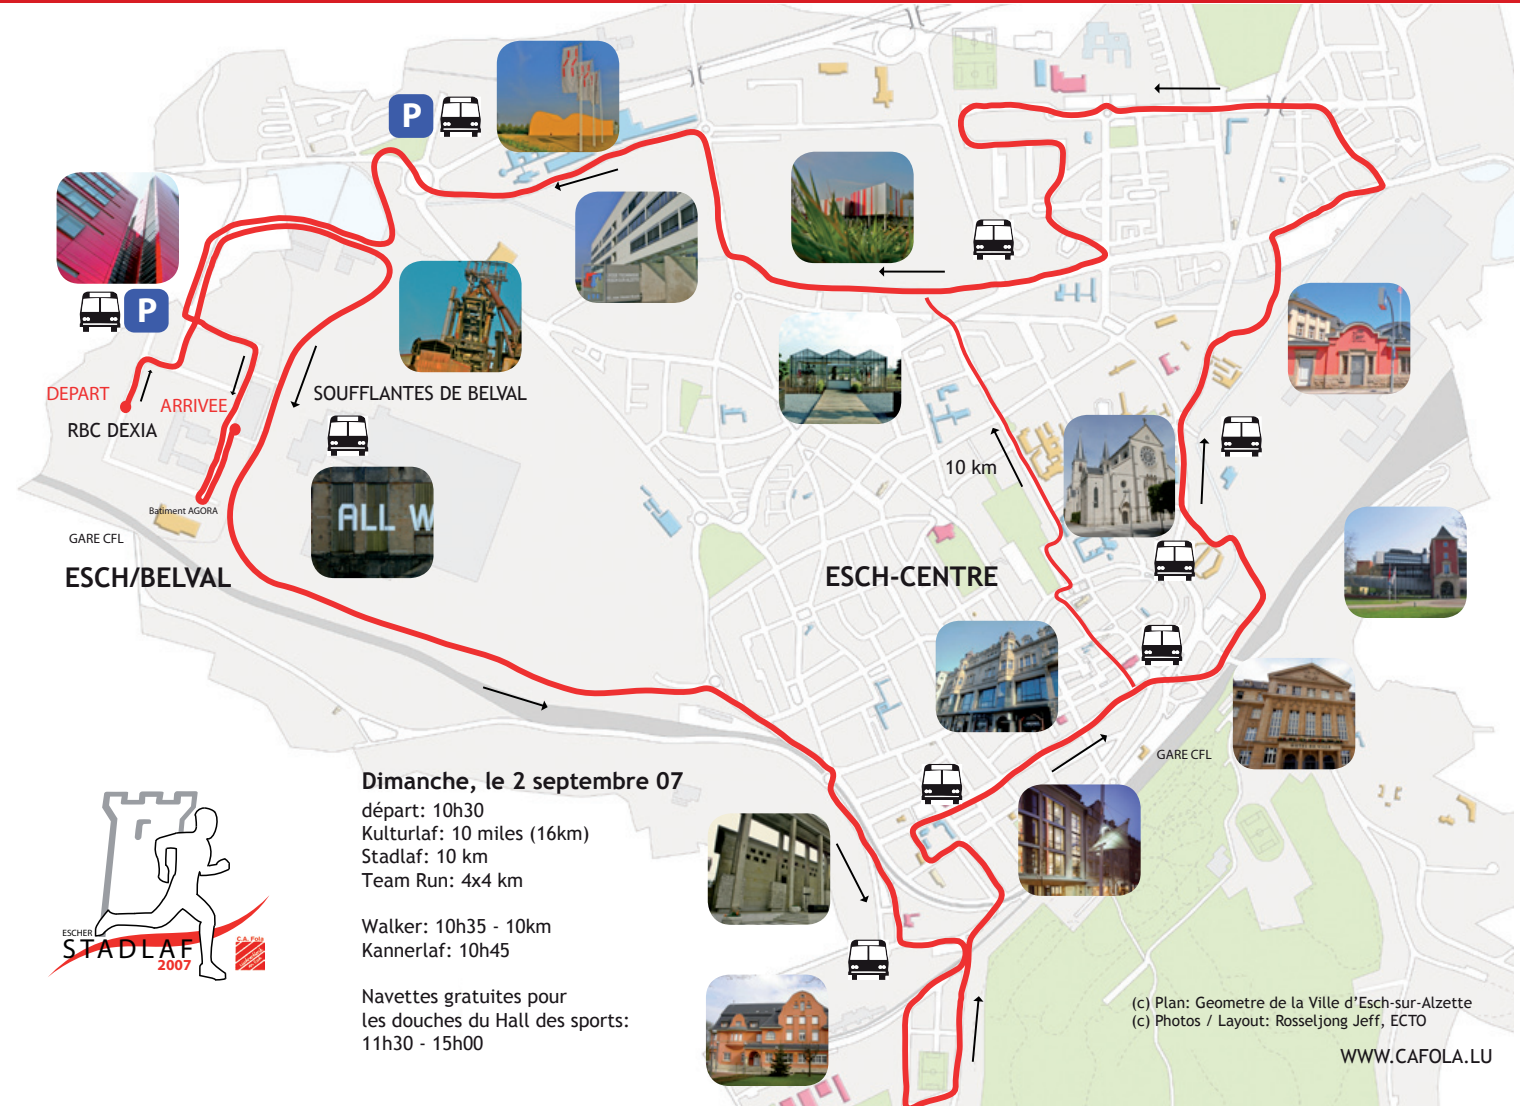 P
P
DEPART
RBC DEXIA
ARRIVEE
SOUFFLANTES DE BELVAL
ALL W
Batiment AGORA
GARE CFL
ESCH/BELVAL
10 km
ESCH-CENTRE
GARE CFL
Dimanche, le 2 septembre 07
départ: 10h30
Kulturlaf: 10 miles (16km)
Stadlaf: 10 km
Team Run: 4x4 km
Walker: 10h35 - 10km
Kannerlaf: 10h45
Navettes gratuites pour
les douches du Hall des sports:
11h30 - 15h00
ESCHER
STADLAF
2007
C.A. Fola
(c) Plan: Geometre de la Ville d'Esch-sur-Alzette
(c) Photos / Layout: Rosseljong Jeff, ECTO
WWW.CAFOLA.LU